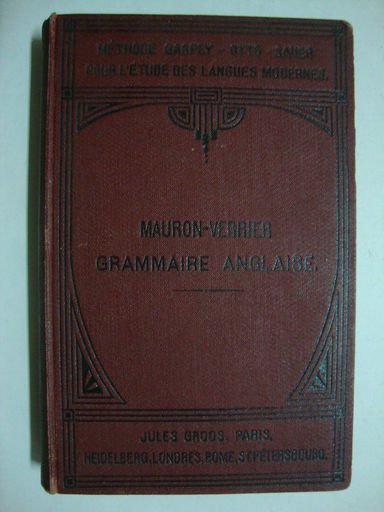 MÉTHODE GASPEY - OTTO - SAUER
POUR L'ÉTUDE DES LANGUES MODERNES.
MAURON-VERRIER
GRAMMAIRE ANGLAISE.
JULES GROOS, PARIS,
HEIDELBERG, LONDRES, ROME, ST PÉTERSBOURG.